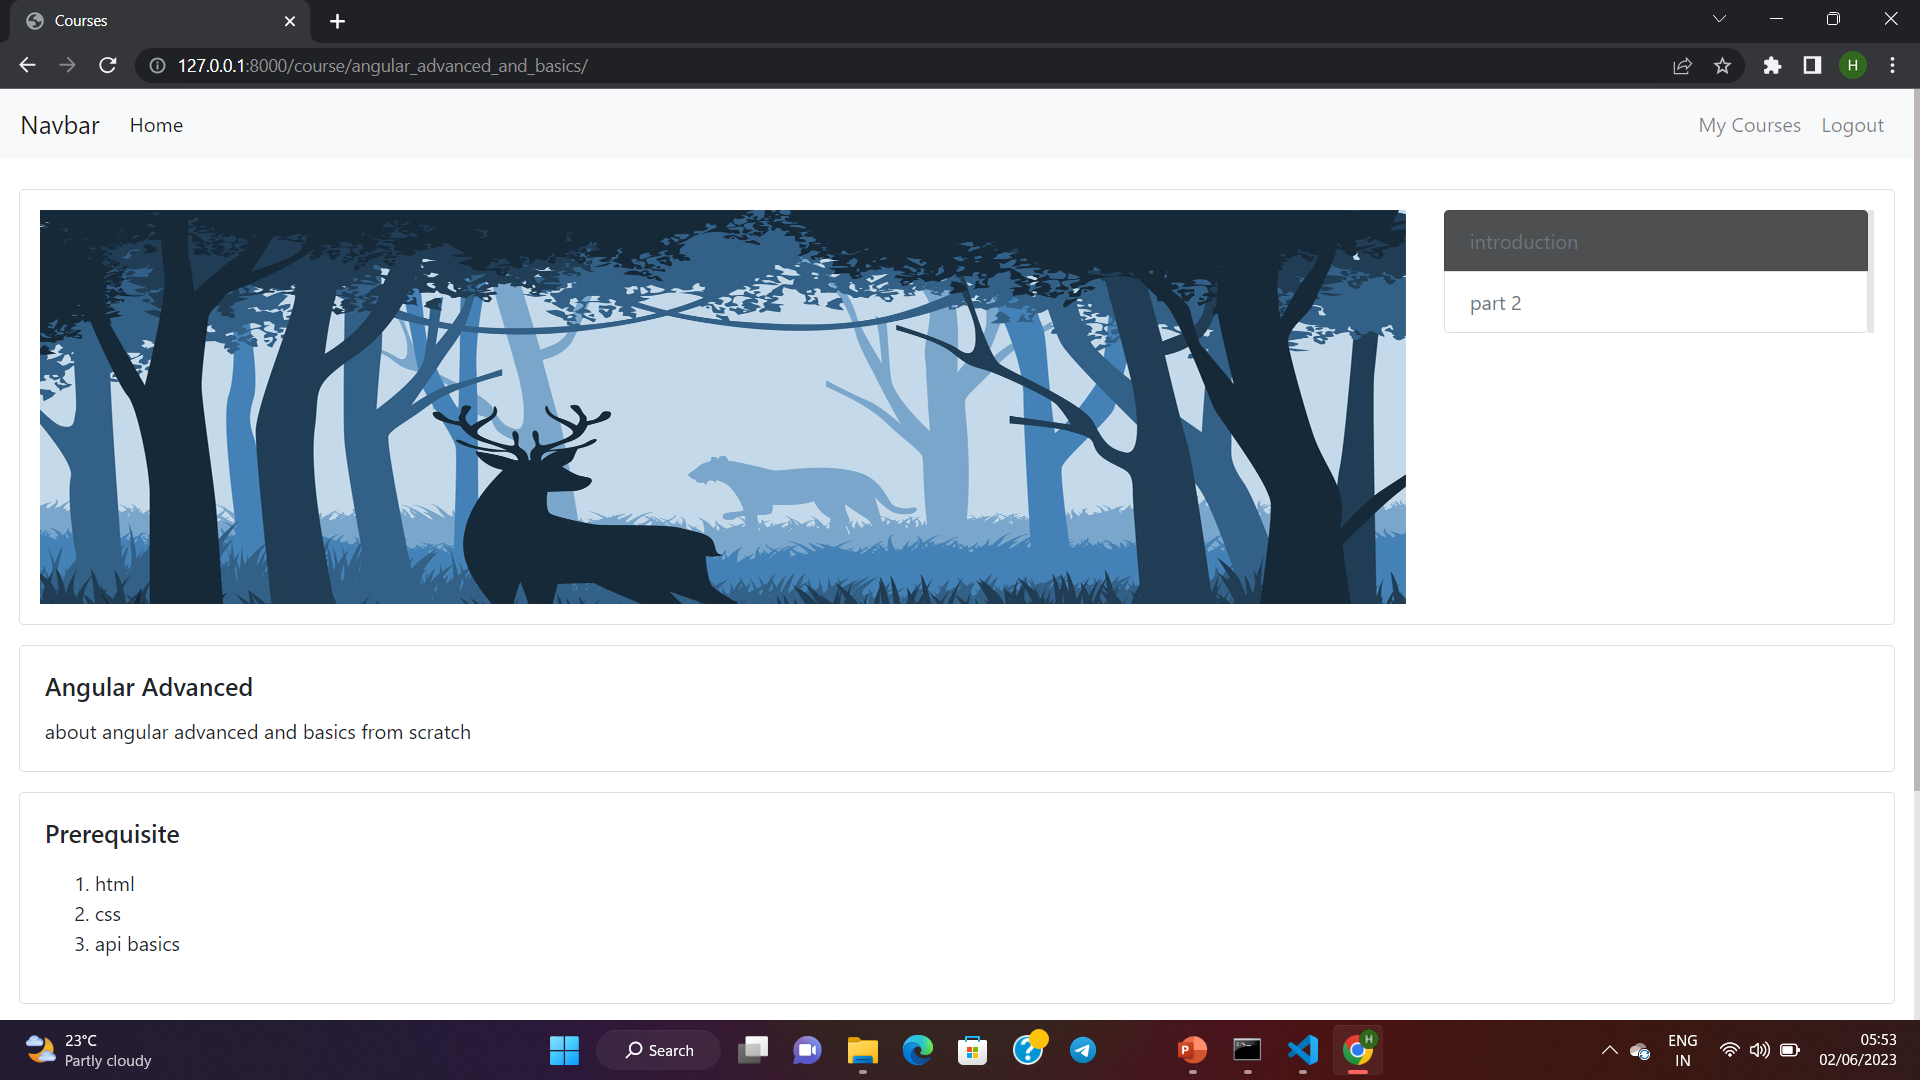 Courses
127.0.0.1:8000/course/angular_advanced_and_basics/
H
Navbar Home My Courses Logout
introduction
part 2
Angular Advanced
about angular advanced and basics from scratch
Prerequisite
1. html
2. css
3. api basics
23°C
Partly cloudy
Search
P
H
ENG
IN
05:53
02/06/2023